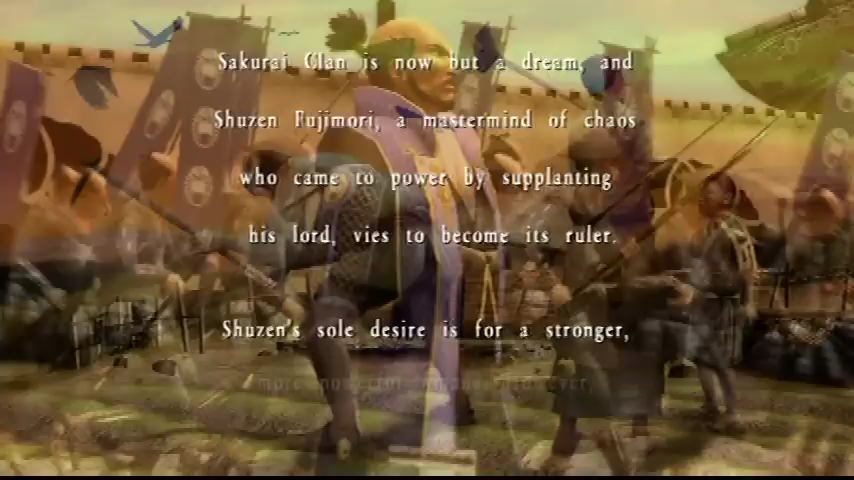 Sakurai Clan is now but a dream, and
Shuzen Fujimori, a mastermind of chaos
who came to power by supplanting
his lord, vies to become its ruler.
Shuzen's sole desire is for a stronger,
more